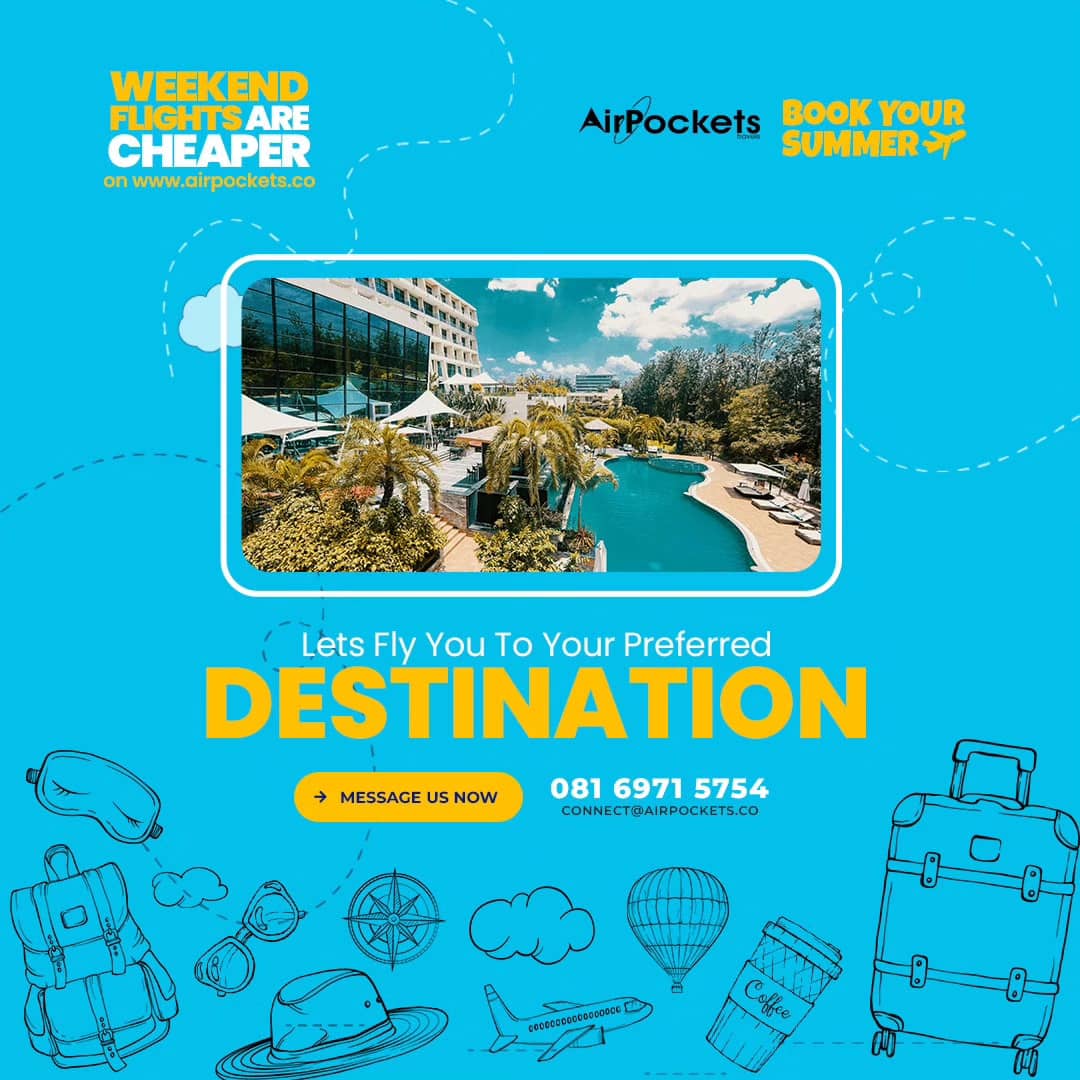 WEEKEND
FLIGHTS ARE
CHEAPER
on www.airpockets.co
AirPockets
travels
BOOK YOUR
SUMMER
Lets Fly You To Your Preferred
DESTINATION
MESSAGE US NOW
081 6971 5754
CONNECT@AIRPOCKETS.CO
Coffee